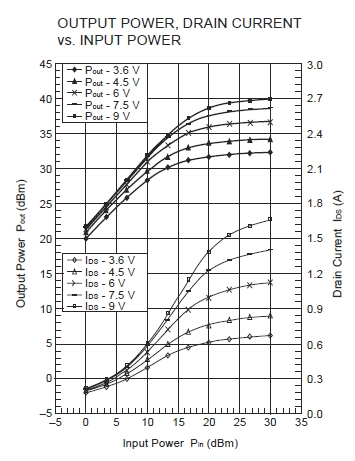 OUTPUT POWER, DRAIN CURRENT
vs. INPUT POWER
Pout - 3.6 V
Pout - 4.5 V
Pout - 6 V
Pout - 7.5 V
Pout - 9 V
IDS - 3.6 V
IDS - 4.5 V
IDS - 6 V
IDS - 7.5 V
IDS - 9 V
Output Power Pout (dBm)
45
40
35
30
25
20
15
10
5
0
–5
3.0
2.7
2.4
2.1
1.8
1.5
1.2
0.9
0.6
0.3
0.0
Drain Current IDS (A)
–5 0 5 10 15 20 25 30 35
Input Power Pin (dBm)